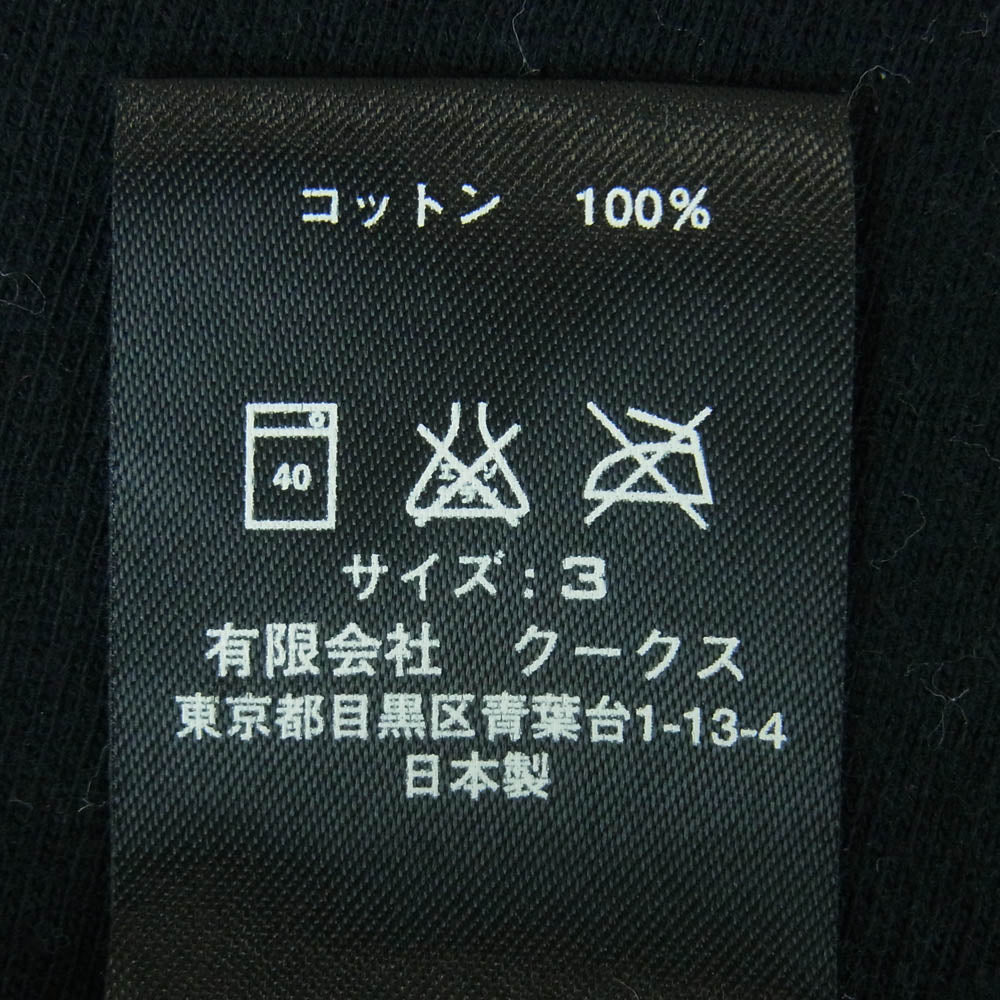 コットン 100%
40
サイズ : 3
有限会社 クークス
東京都目黒区青葉台1-13-4
日本製